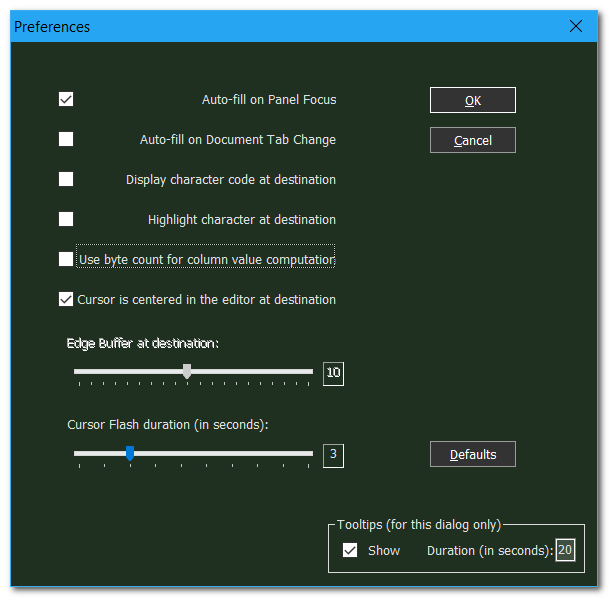 Preferences
Auto-fill on Panel Focus
OK
Auto-fill on Document Tab Change
Cancel
Display character code at destination
Highlight character at destination
Use byte count for column value computation
Cursor is centered in the editor at destination
Edge Buffer at destination:
10
Cursor Flash duration (in seconds):
3
Defaults
Tooltips (for this dialog only)
Show
Duration (in seconds):
20